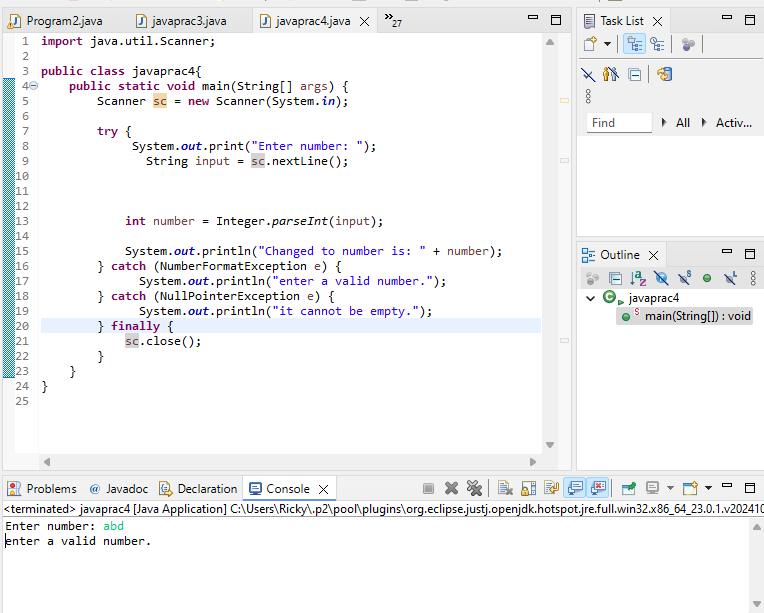 Program2.java javaprac3.java javaprac4.java »27
1 import java.util.Scanner;
2
3 public class javaprac4{
4 public static void main(String[] args) {
5 Scanner sc = new Scanner(System.in);
6
7 try {
8 System.out.print("Enter number: ");
9 String input = sc.nextLine();
10
11
12
13 int number = Integer.parseInt(input);
14
15 System.out.println("Changed to number is: " + number);
16 } catch (NumberFormatException e) {
17 System.out.println("enter a valid number.");
18 } catch (NullPointerException e) {
19 System.out.println("it cannot be empty.");
20 } finally {
21 sc.close();
22 }
23 }
24 }
25
Task List
Find All Activ...
Outline
javaprac4
main(String[]) : void
Problems @ Javadoc Declaration Console
<terminated> javaprac4 [Java Application] C:\Users\Ricky\.p2\pool\plugins\org.eclipse.justj.openjdk.hotspot.jre.full.win32.x86_64_23.0.1.v202410
Enter number: abd
enter a valid number.